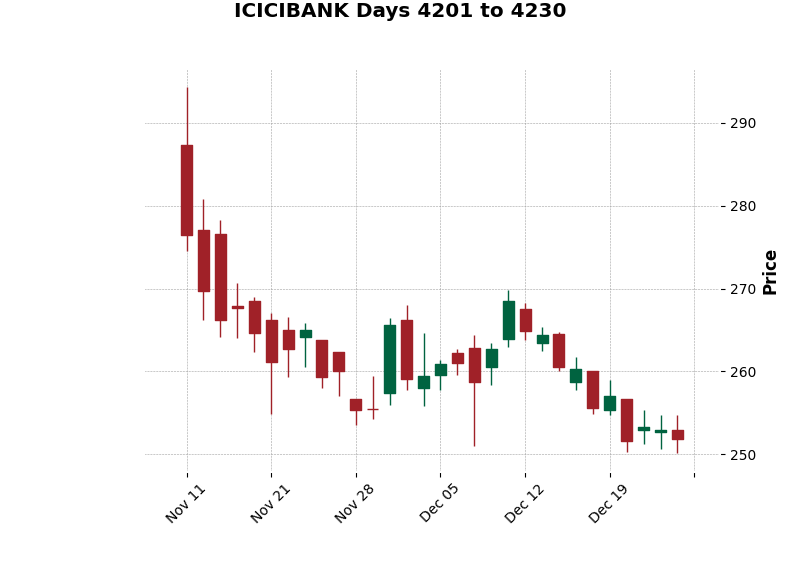 ICICIBANK Days 4201 to 4230
290
280
270
260
250
Price
Nov 11
Nov 21
Nov 28
Dec 05
Dec 12
Dec 19